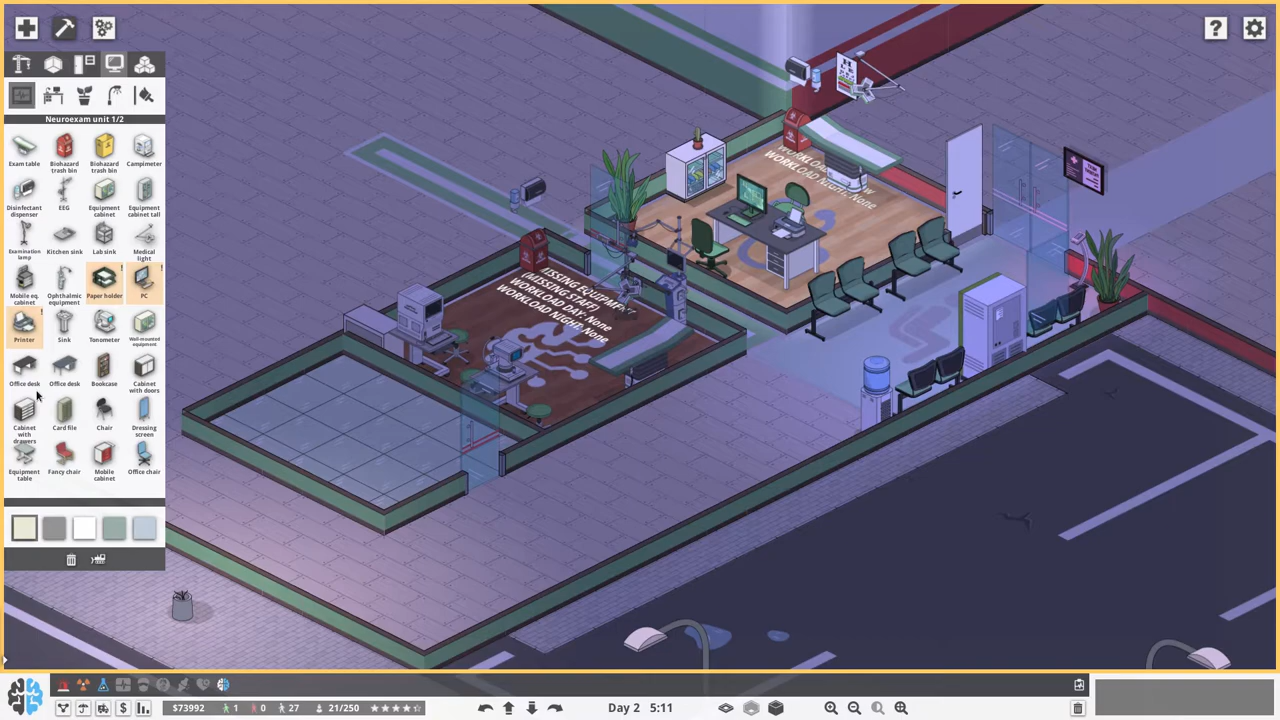 ?
Neuroexam unit 1/2
Exam table
Biohazard trash bin
Biohazard trash bin
Campimeter
Disinfectant dispenser
EEG
Equipment cabinet
Equipment cabinet tall
Examination lamp
Kitchen sink
Lab sink
Medical light
Mobile eq. cabinet
Ophthalmic equipment
Paper holder
PC
Printer
Sink
Tonometer
Wall-mounted equipment
Office desk
Office desk
Bookcase
Cabinet with doors
Cabinet with drawers
Card file
Chair
Dressing screen
Equipment table
Fancy chair
Mobile cabinet
Office chair
WORKLOAD
WORKLOAD NIGHT: None
(MISSING STAFF)
WORKLOAD DAY: None
WORKLOAD NIGHT: None
$73992
1
0
27
21/250
Day 2 5:11